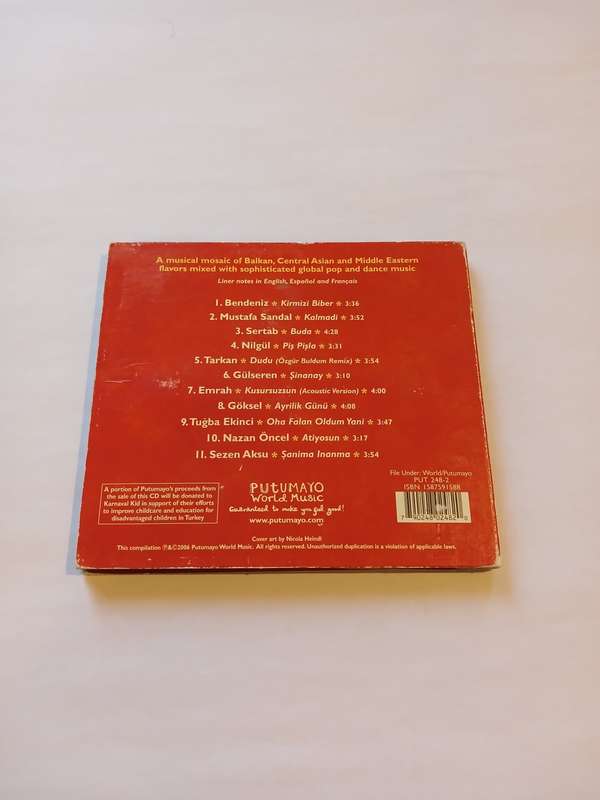 A musical mosaic of Balkan, Central Asian and Middle Eastern
flavors mixed with sophisticated global pop and dance music
Liner notes in English, Español and Français
1. Bendeniz ★ Kirmizi Biber ★ 3:36
2. Mustafa Sandal ★ Kalmadi ★ 3:52
3. Sertab ★ Buda ★ 4:28
4. Nilgül ★ Piş Pişla ★ 3:31
5. Tarkan ★ Dudu (Özgür Buldum Remix) ★ 3:54
6. Gülseren ★ Şinanay ★ 3:10
7. Emrah ★ Kusursuzsun (Acoustic Version) ★ 4:00
8. Göksel ★ Ayrilik Günü ★ 4:08
9. Tuğba Ekinci ★ Oha Falan Oldum Yani ★ 3:47
10. Nazan Öncel ★ Atiyosun ★ 3:17
11. Sezen Aksu ★ Şanima Inanma ★ 3:54
A portion of Putumayo's proceeds from
the sale of this CD will be donated to
Karnaval Kid in support of their efforts
to improve childcare and education for
disadvantaged children in Turkey
PUTUMAYO
World Music
Guaranteed to make you feel good!
www.putumayo.com
File Under: World/Putumayo
PUT 248-2
ISBN 158759158R
7 90248 02482 8
Cover art by Nicola Heindl
This compilation ℗&©2006 Putumayo World Music. All rights reserved. Unauthorized duplication is a violation of applicable laws.